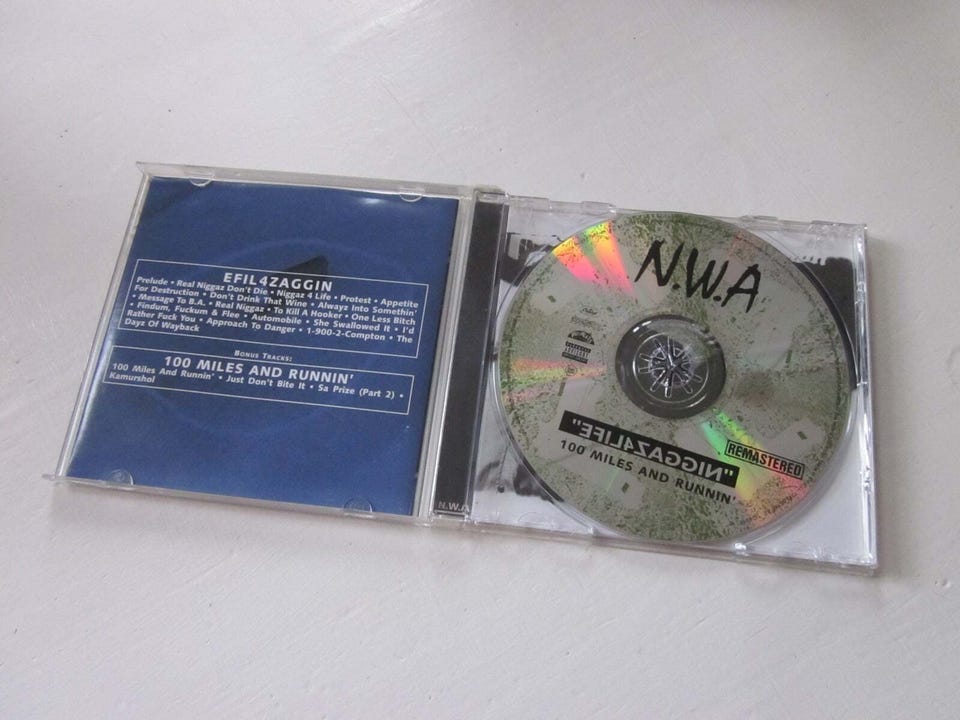 EFIL4ZAGGIN
Prelude • Real Niggaz Don't Die • Niggaz 4 Life • Protest • Appetite
For Destruction • Don't Drink That Wine • Alwayz Into Somethin'
• Message To B.A. • Real Niggaz • To Kill A Hooker • One Less Bitch
• Findum, Fuckum & Flee • Automobile • She Swallowed It • I'd
Rather Fuck You • Approach To Danger • 1-900-2-Compton • The
Dayz Of Wayback
BONUS TRACKS:
100 MILES AND RUNNIN'
100 Miles And Runnin' • Just Don't Bite It • Sa Prize (Part 2) •
Kamurshol
N.W.A
N.W.A
"NIGGAZ4LIFE"
100 MILES AND RUNNIN'
REMASTERED